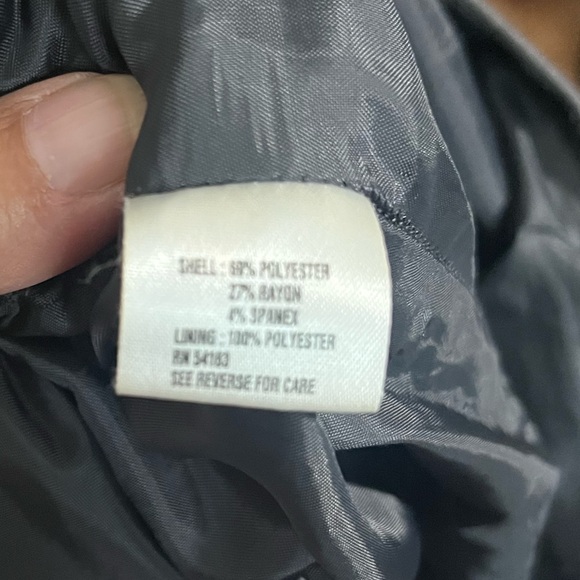 SHELL : 69% POLYESTER
27% RAYON
4% SPANEX
LINING : 100% POLYESTER
RN 54163
SEE REVERSE FOR CARE